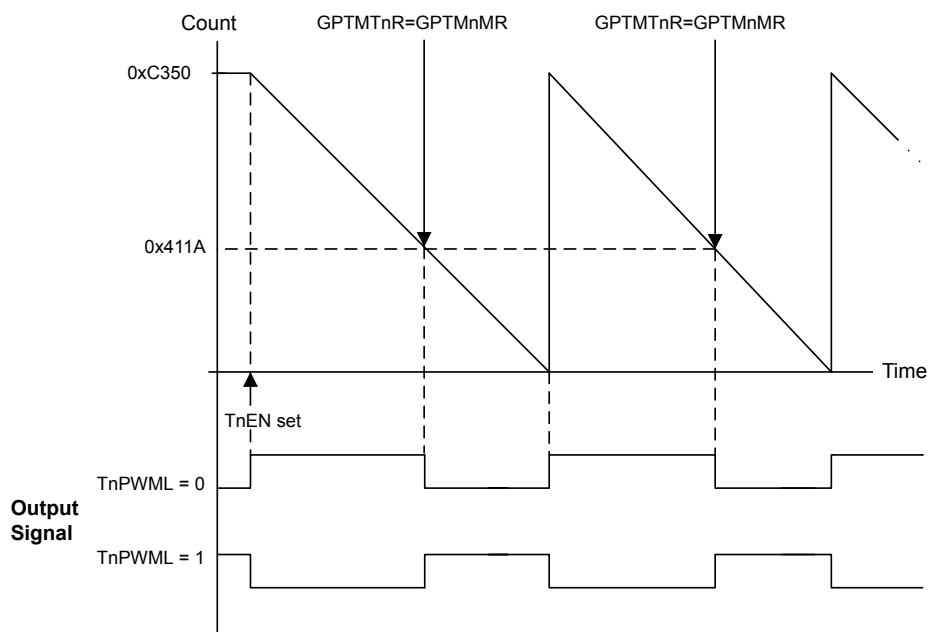 Count
GPTMTnR=GPTMnMR
GPTMTnR=GPTMnMR
0xC350
0x411A
Time
TnEN set
TnPWML = 0
Output
Signal
TnPWML = 1